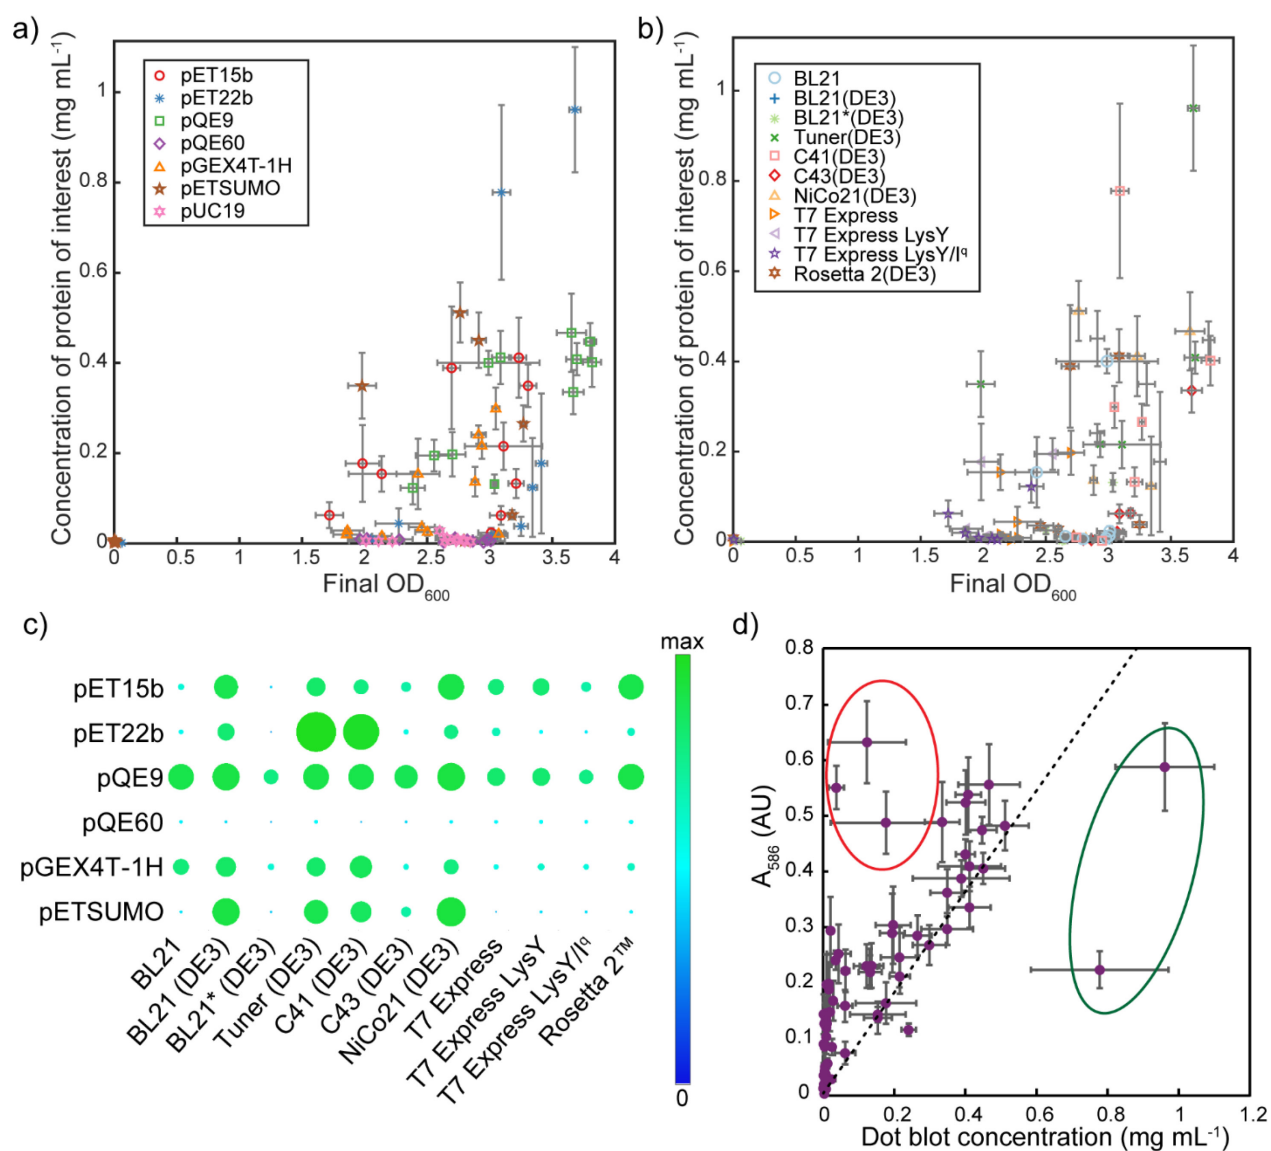 a)
Concentration of protein of interest (mg mL⁻¹)
1
0.8
0.6
0.4
0.2
0
pET15b
pET22b
pQE9
pQE60
pGEX4T-1H
pETSUMO
pUC19
0 0.5 1 1.5 2 2.5 3 3.5 4
Final OD₆₀₀
b)
Concentration of protein of interest (mg mL⁻¹)
1
0.8
0.6
0.4
0.2
0
BL21
BL21(DE3)
BL21*(DE3)
Tuner(DE3)
C41(DE3)
C43(DE3)
NiCo21(DE3)
T7 Express
T7 Express LysY
T7 Express LysY/Iq
Rosetta 2(DE3)
0 0.5 1 1.5 2 2.5 3 3.5 4
Final OD₆₀₀
c)
pET15b
pET22b
pQE9
pQE60
pGEX4T-1H
pETSUMO
BL21
BL21 (DE3)
BL21* (DE3)
Tuner (DE3)
C41 (DE3)
C43 (DE3)
NiCo21 (DE3)
T7 Express
T7 Express LysY
T7 Express LysY/Iq
Rosetta 2™
max
0
d)
A₅₈₆ (AU)
0.8
0.7
0.6
0.5
0.4
0.3
0.2
0.1
0
0 0.2 0.4 0.6 0.8 1 1.2
Dot blot concentration (mg mL⁻¹)